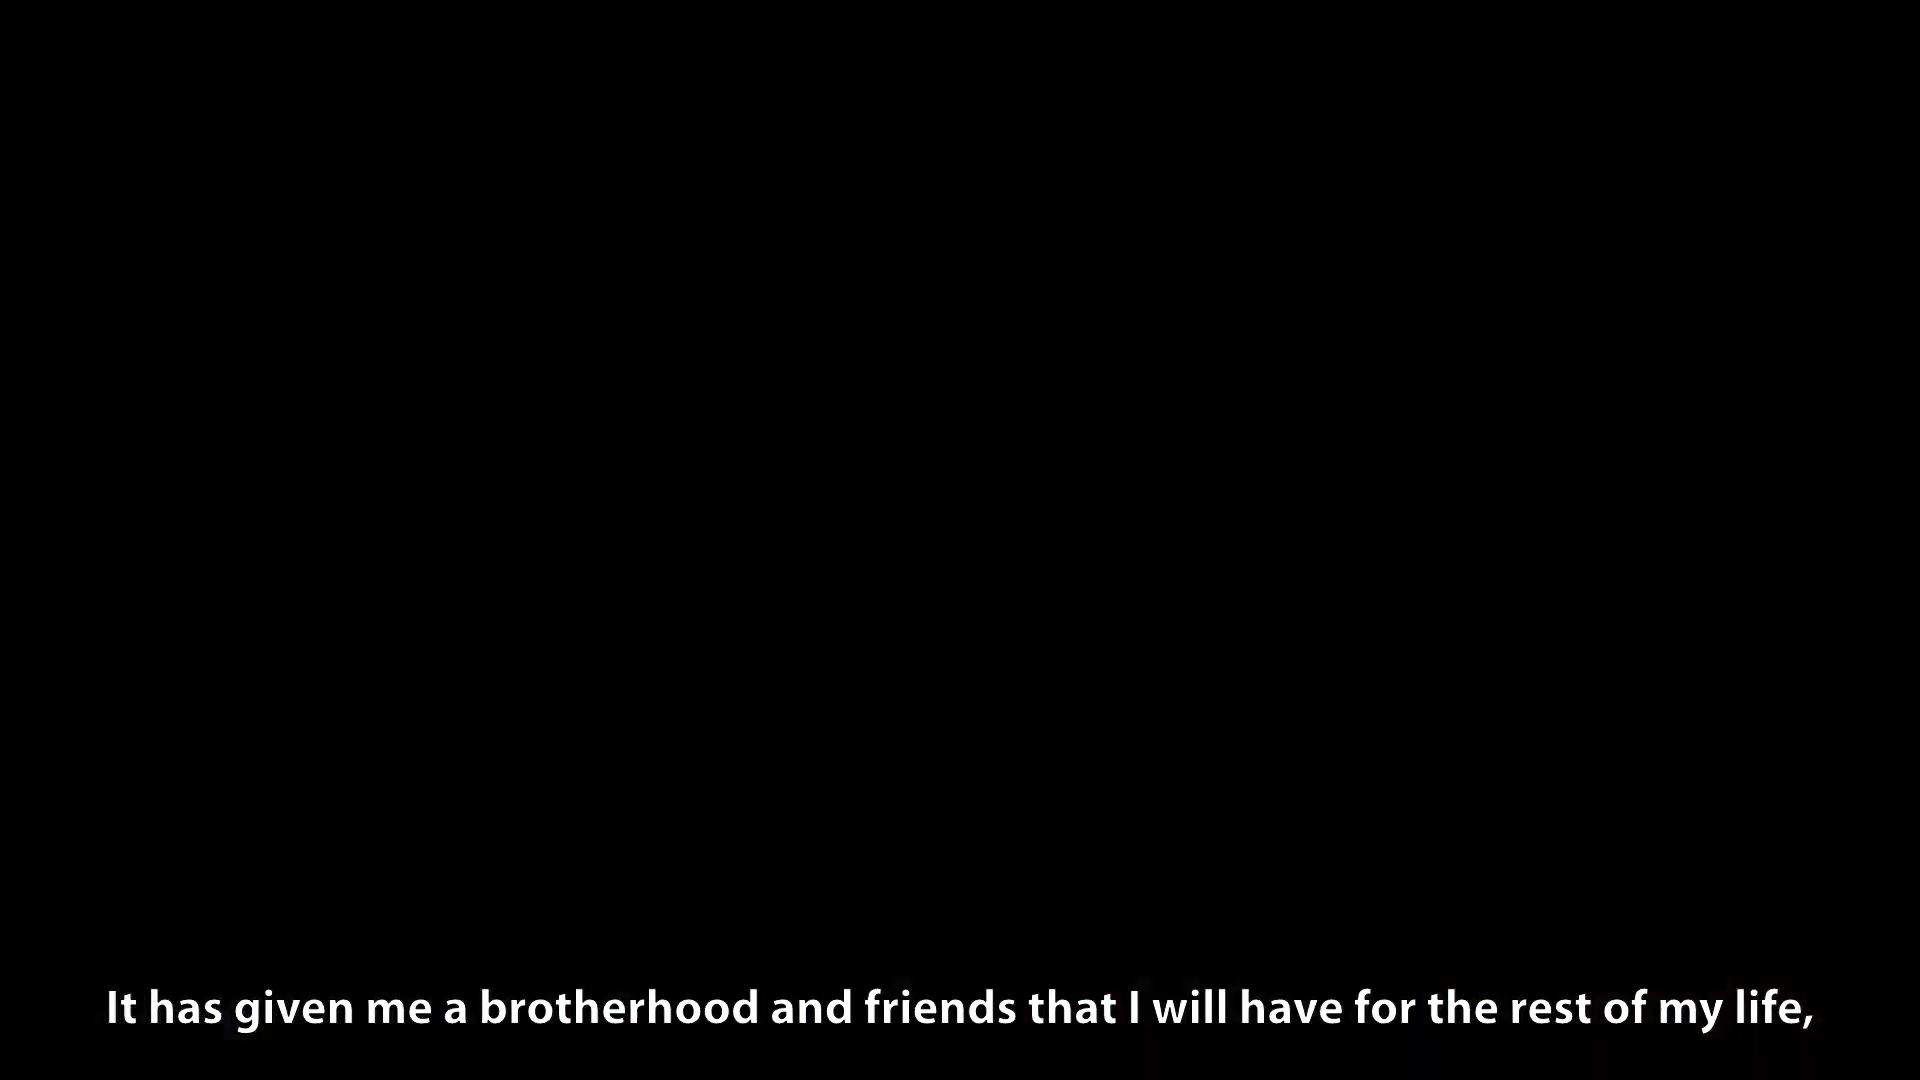 It has given me a brotherhood and friends that I will have for the rest of my life,